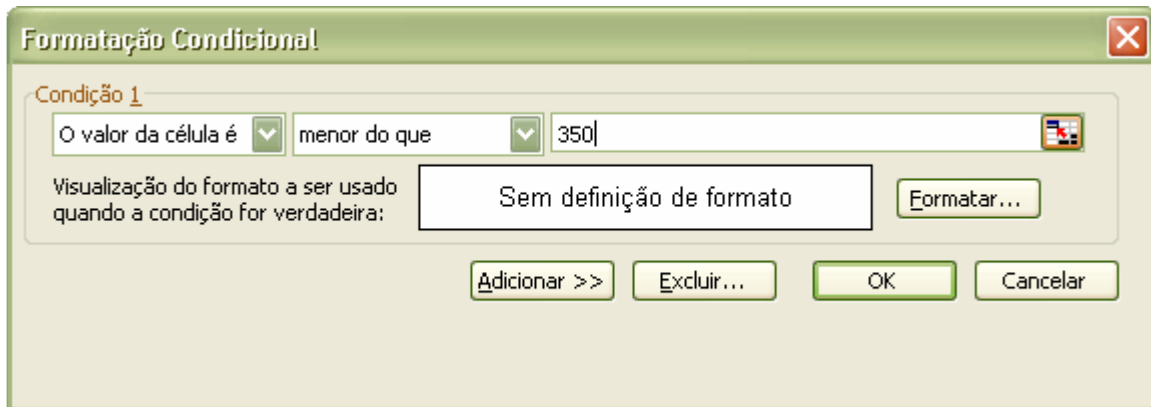 Formatação Condicional
Condição 1
O valor da célula é menor do que 350
Visualização do formato a ser usado
quando a condição for verdadeira:
Sem definição de formato
Formatar...
Adicionar >> Excluir... OK Cancelar